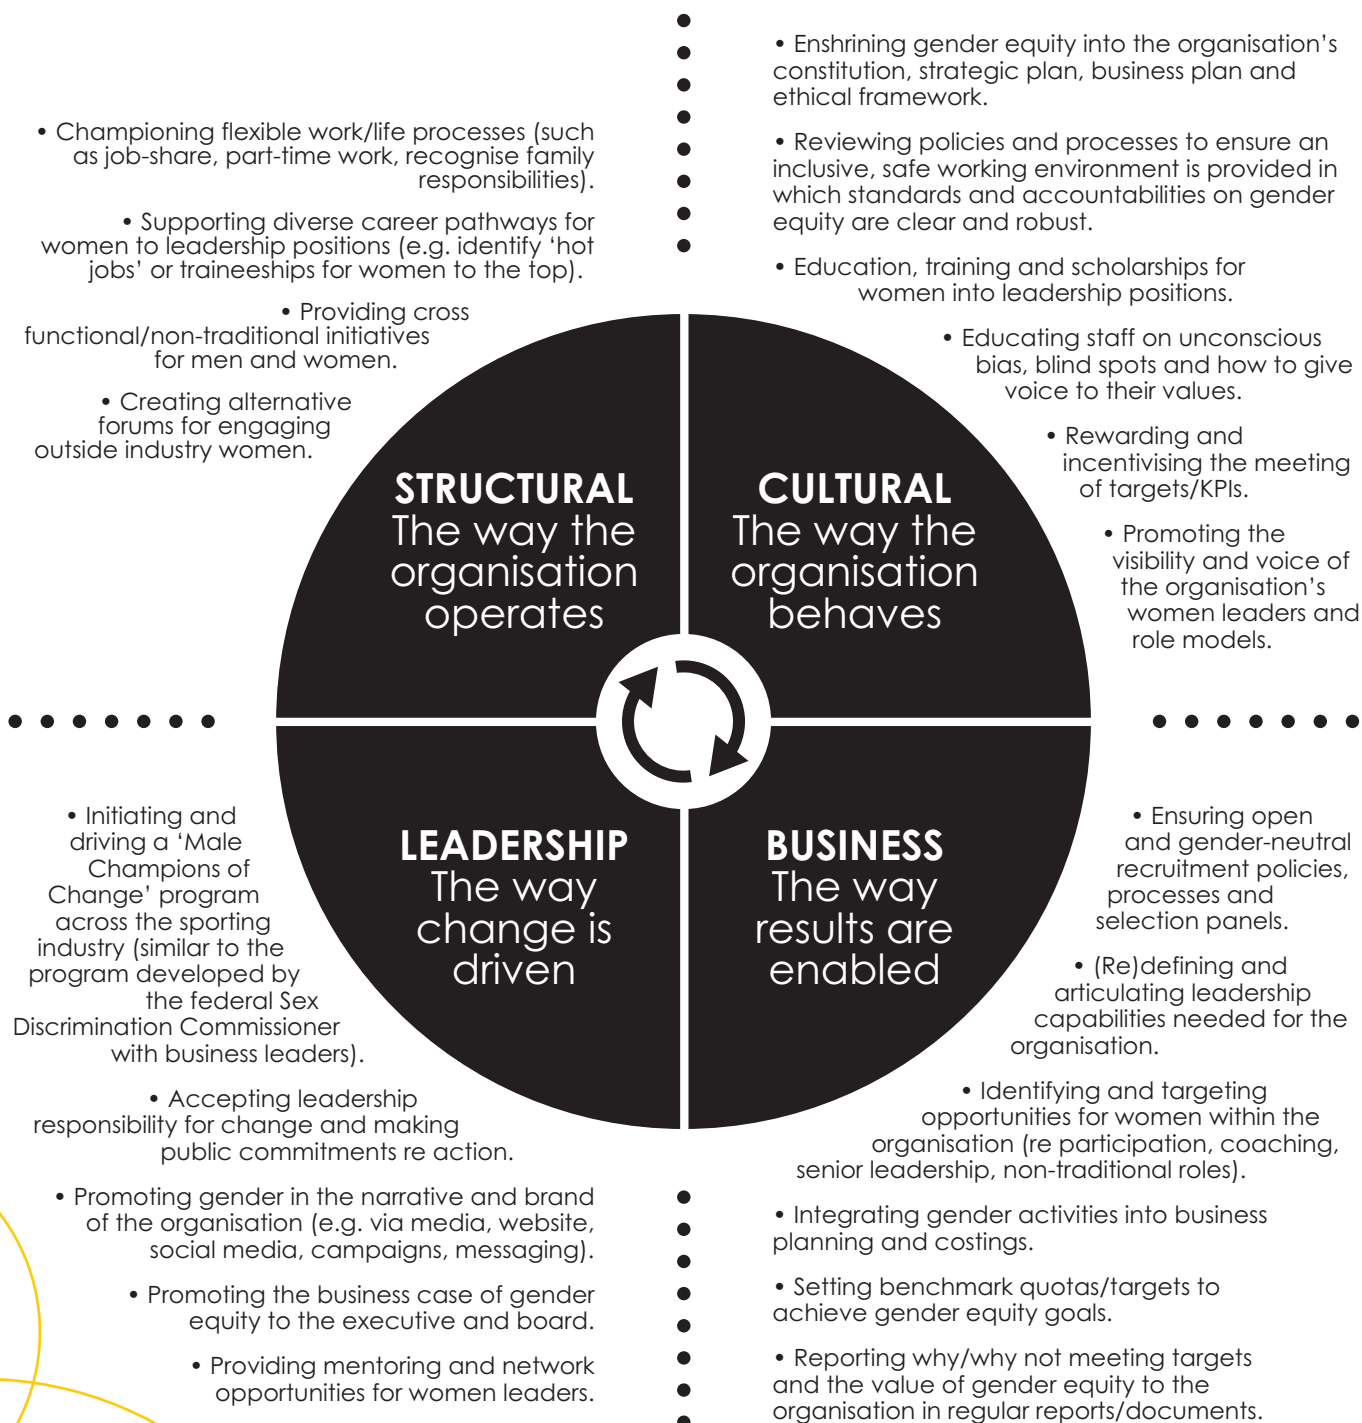 • Championing flexible work/life processes (such
as job-share, part-time work, recognise family
responsibilities).
• Supporting diverse career pathways for
women to leadership positions (e.g. identify ‘hot
jobs’ or traineeships for women to the top).
• Providing cross
functional/non-traditional initiatives
for men and women.
• Creating alternative
forums for engaging
outside industry women.
• Enshrining gender equity into the organisation’s
constitution, strategic plan, business plan and
ethical framework.
• Reviewing policies and processes to ensure an
inclusive, safe working environment is provided in
which standards and accountabilities on gender
equity are clear and robust.
• Education, training and scholarships for
women into leadership positions.
• Educating staff on unconscious
bias, blind spots and how to give
voice to their values.
• Rewarding and
incentivising the meeting
of targets/KPIs.
• Promoting the
visibility and voice of
the organisation’s
women leaders and
role models.
STRUCTURAL
The way the
organisation
operates
CULTURAL
The way the
organisation
behaves
LEADERSHIP
The way
change is
driven
BUSINESS
The way
results are
enabled
• Initiating and
driving a ‘Male
Champions of
Change’ program
across the sporting
industry (similar to the
program developed by
the federal Sex
Discrimination Commissioner
with business leaders).
• Accepting leadership
responsibility for change and making
public commitments re action.
• Promoting gender in the narrative and brand
of the organisation (e.g. via media, website,
social media, campaigns, messaging).
• Promoting the business case of gender
equity to the executive and board.
• Providing mentoring and network
opportunities for women leaders.
• Ensuring open
and gender-neutral
recruitment policies,
processes and
selection panels.
• (Re)defining and
articulating leadership
capabilities needed for the
organisation.
• Identifying and targeting
opportunities for women within the
organisation (re participation, coaching,
senior leadership, non-traditional roles).
• Integrating gender activities into business
planning and costings.
• Setting benchmark quotas/targets to
achieve gender equity goals.
• Reporting why/why not meeting targets
and the value of gender equity to the
organisation in regular reports/documents.